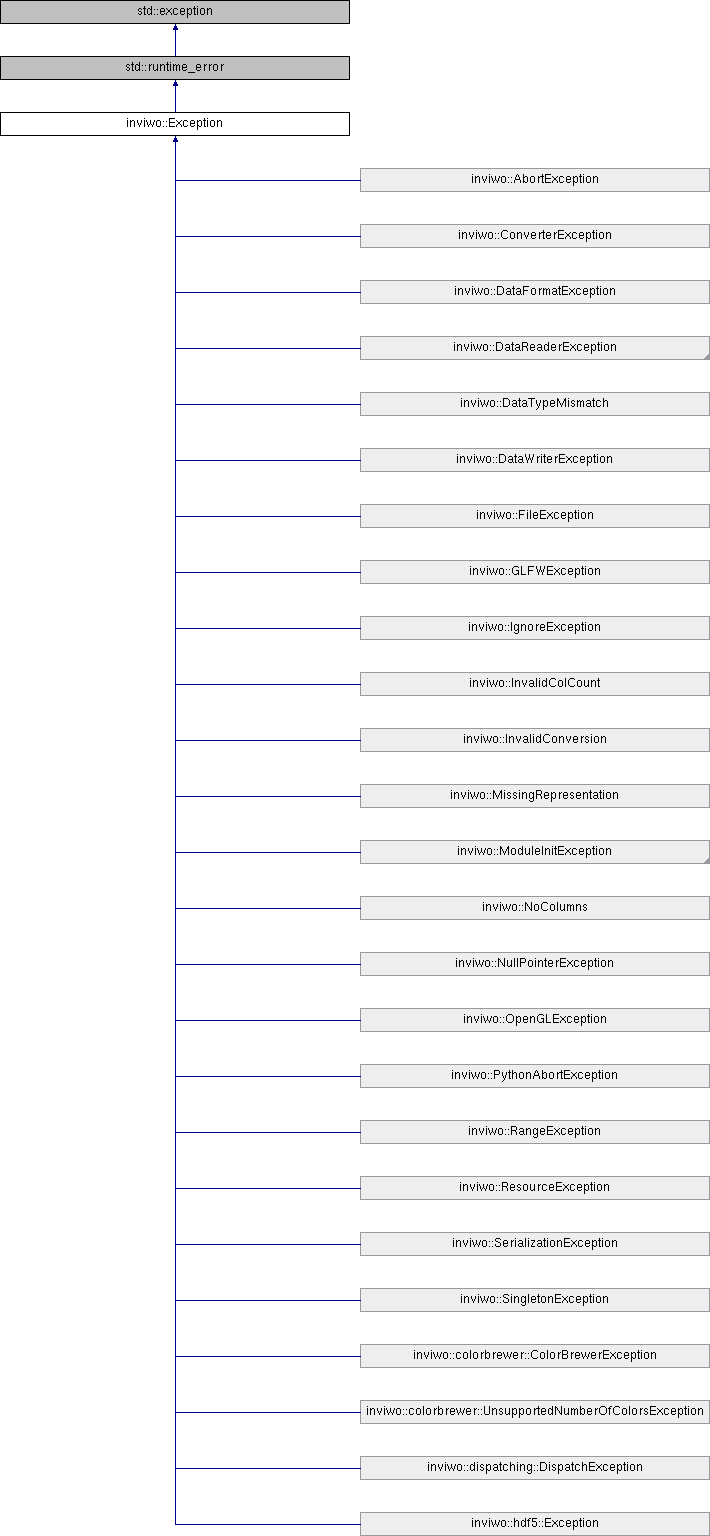 std::exception
std::runtime_error
inviwo::Exception
inviwo::AbortException
inviwo::ConverterException
inviwo::DataFormatException
inviwo::DataReaderException
inviwo::DataTypeMismatch
inviwo::DataWriterException
inviwo::FileException
inviwo::GLFWException
inviwo::IgnoreException
inviwo::InvalidColCount
inviwo::InvalidConversion
inviwo::MissingRepresentation
inviwo::ModuleInitException
inviwo::NoColumns
inviwo::NullPointerException
inviwo::OpenGLException
inviwo::PythonAbortException
inviwo::RangeException
inviwo::ResourceException
inviwo::SerializationException
inviwo::SingletonException
inviwo::colorbrewer::ColorBrewerException
inviwo::colorbrewer::UnsupportedNumberOfColorsException
inviwo::dispatching::DispatchException
inviwo::hdf5::Exception